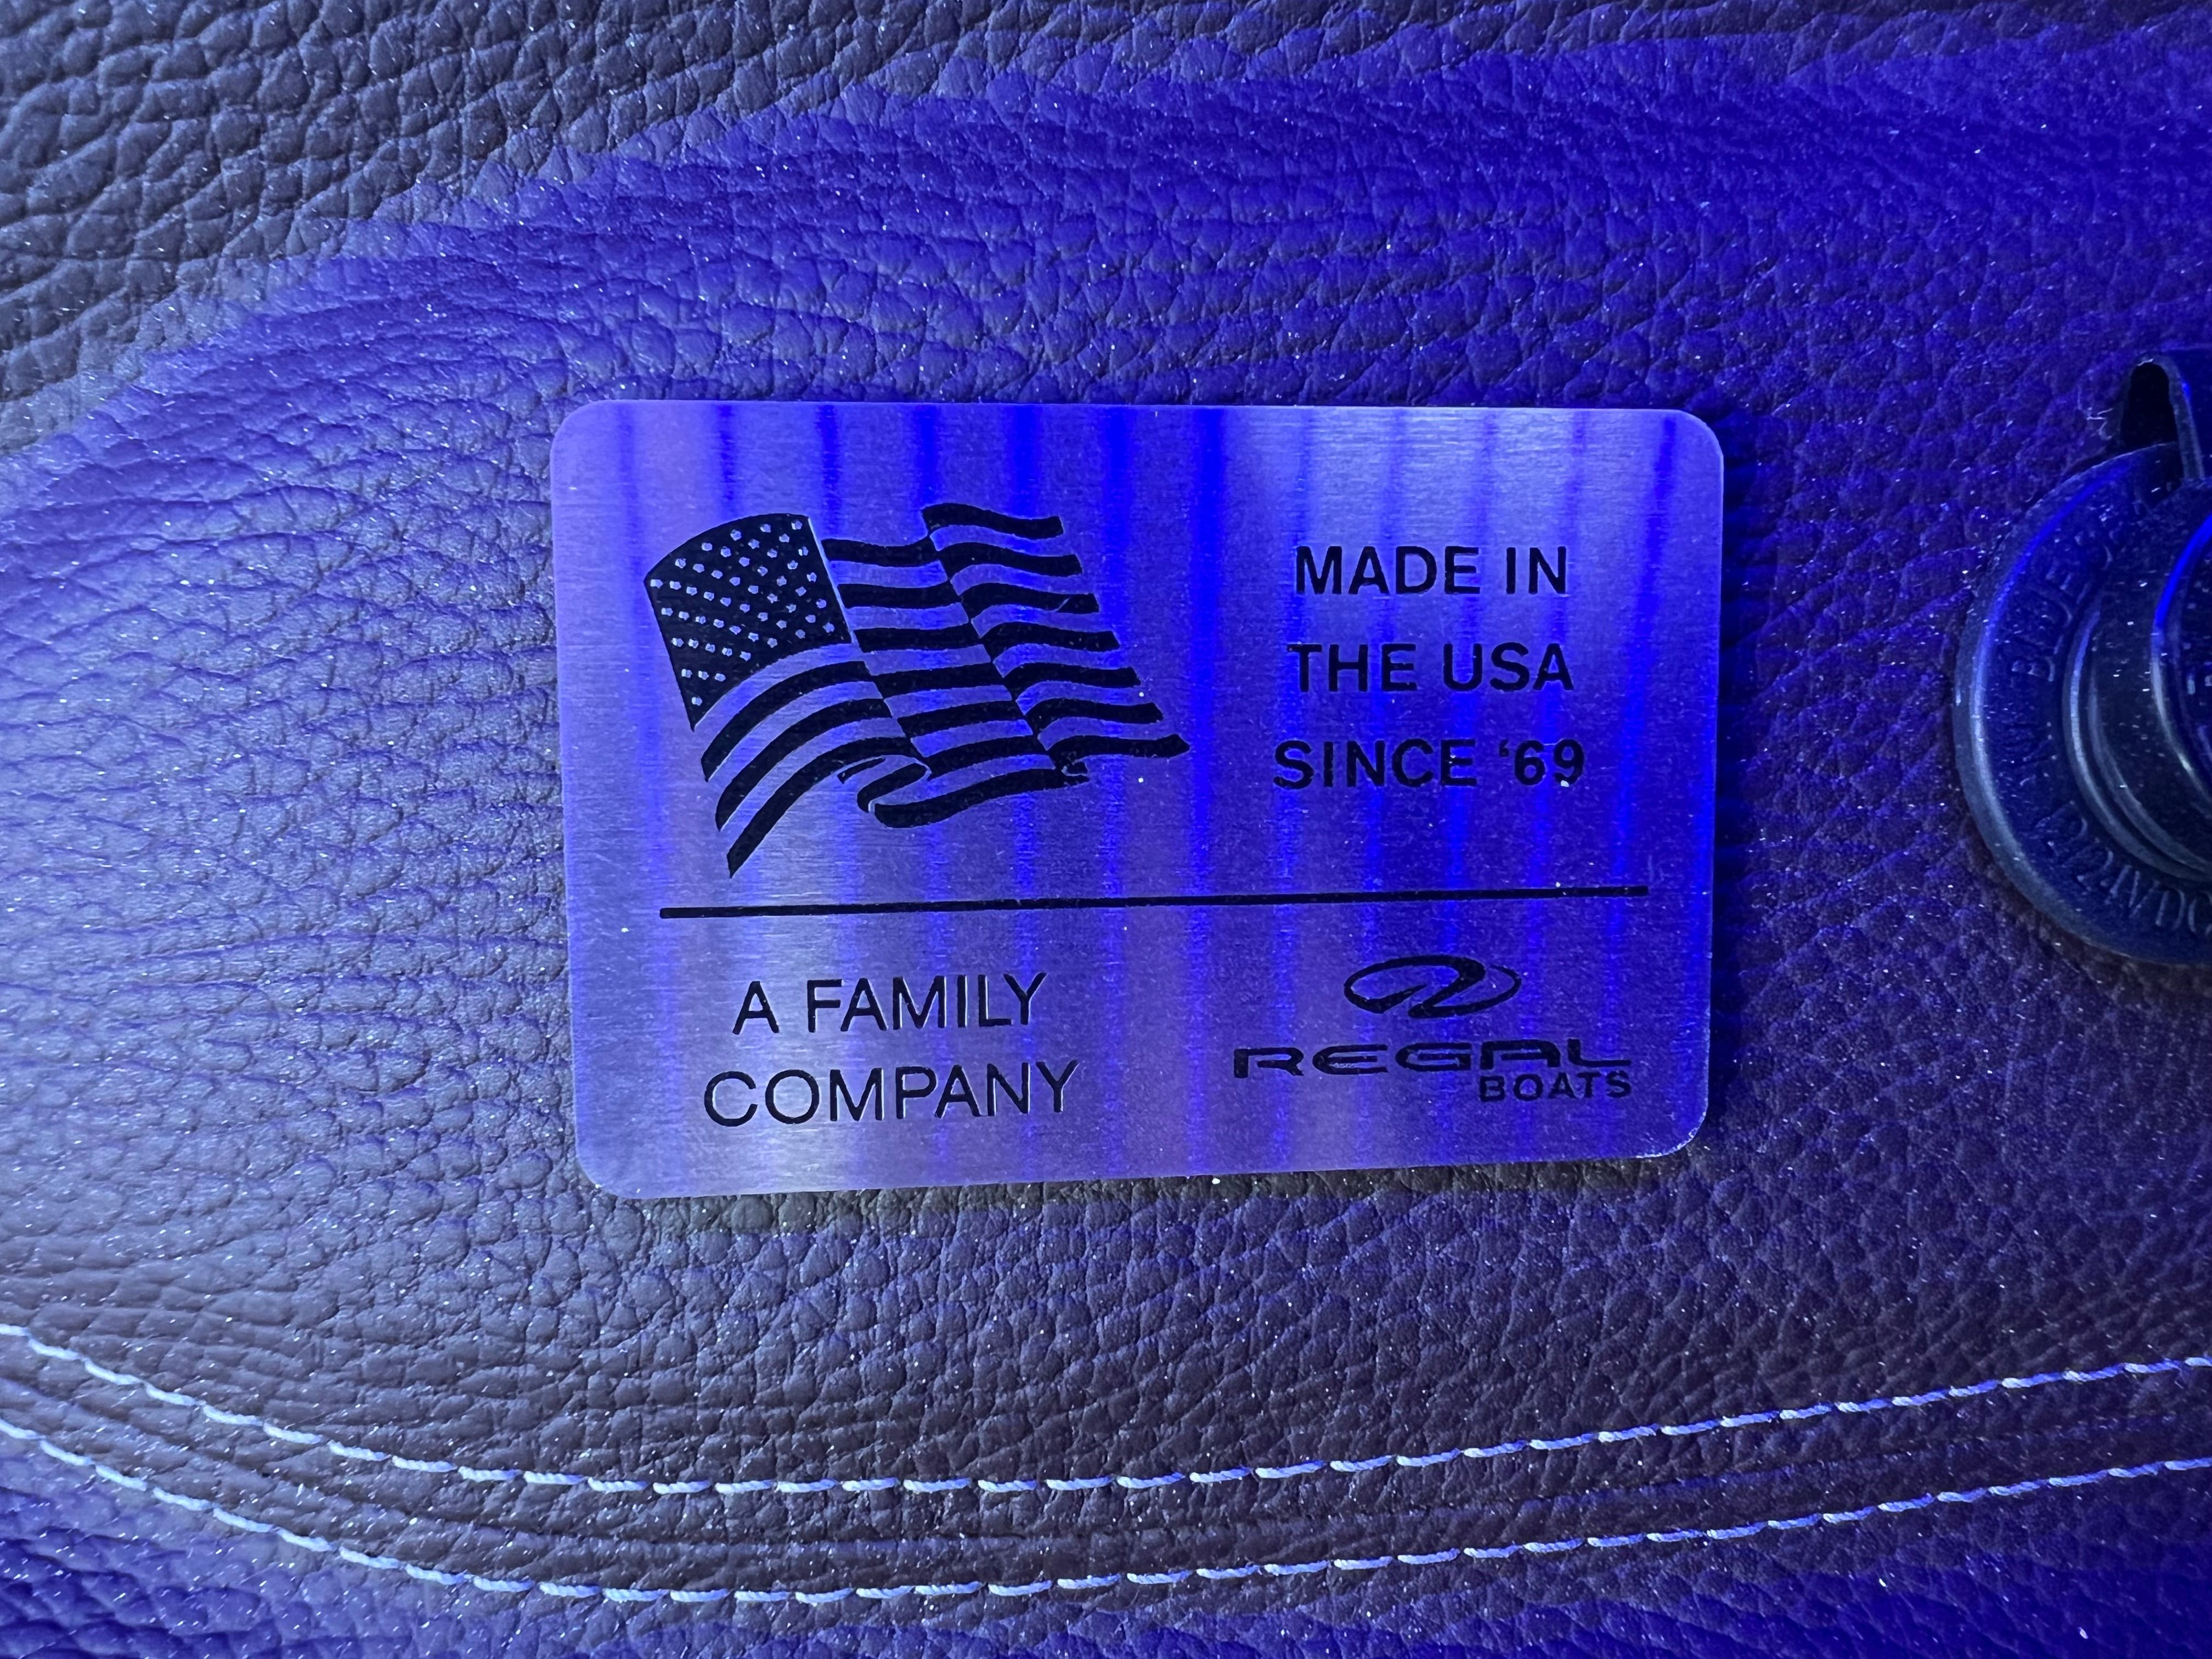 MADE IN
THE USA
SINCE ‘69
A FAMILY
COMPANY
REGAL
BOATS